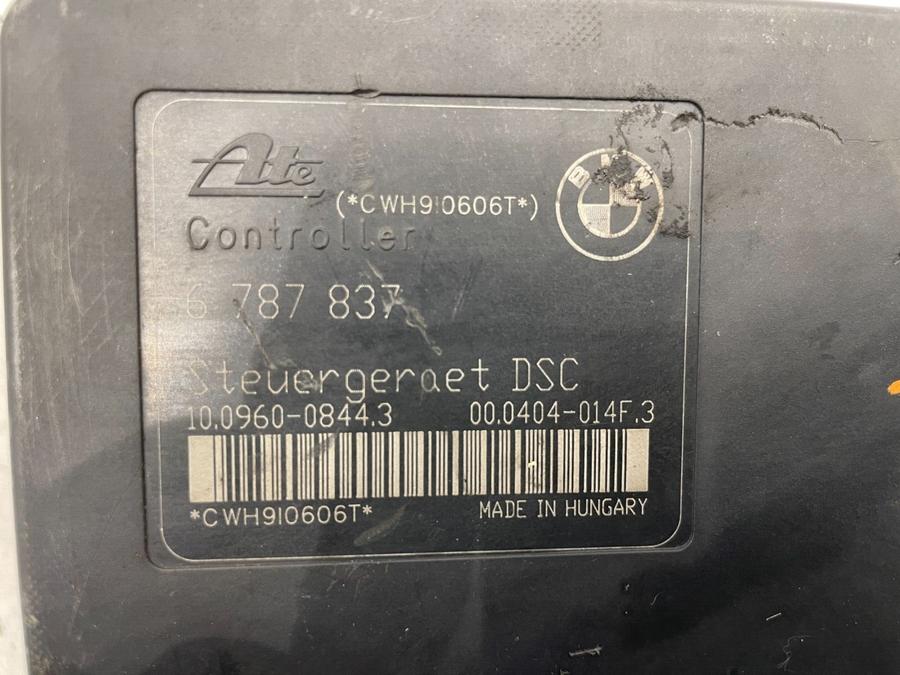 Ate
(*CWH9I0606T*)
BMW
Controller
6 787 837
Steuergeraet DSC
10.0960-0844.3 00.0404-014F.3
*CWH9I0606T* MADE IN HUNGARY